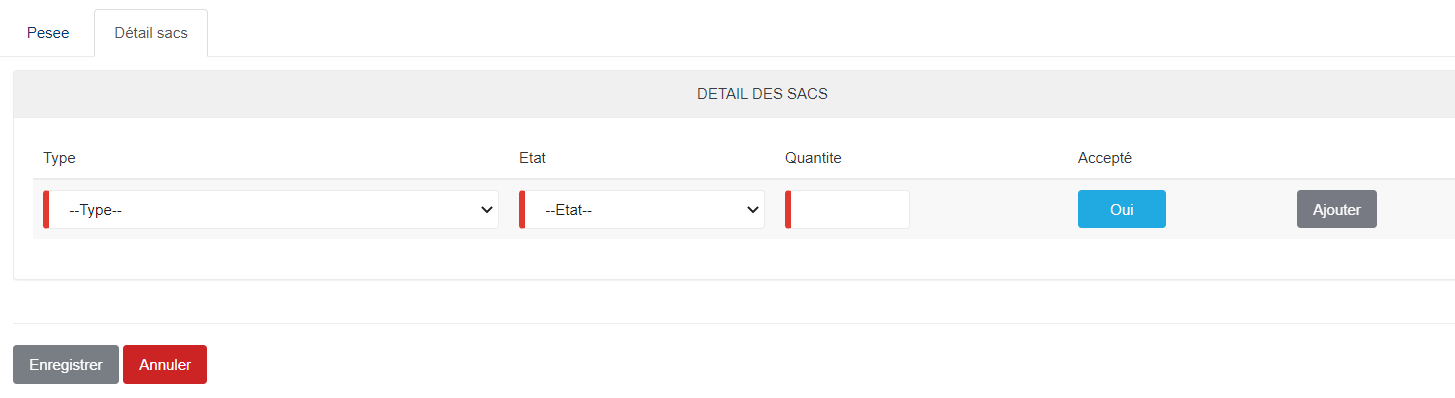 Pesee Détail sacs
DETAIL DES SACS
Type Etat Quantite Accepté
--Type-- --Etat-- Oui Ajouter
Enregistrer Annuler